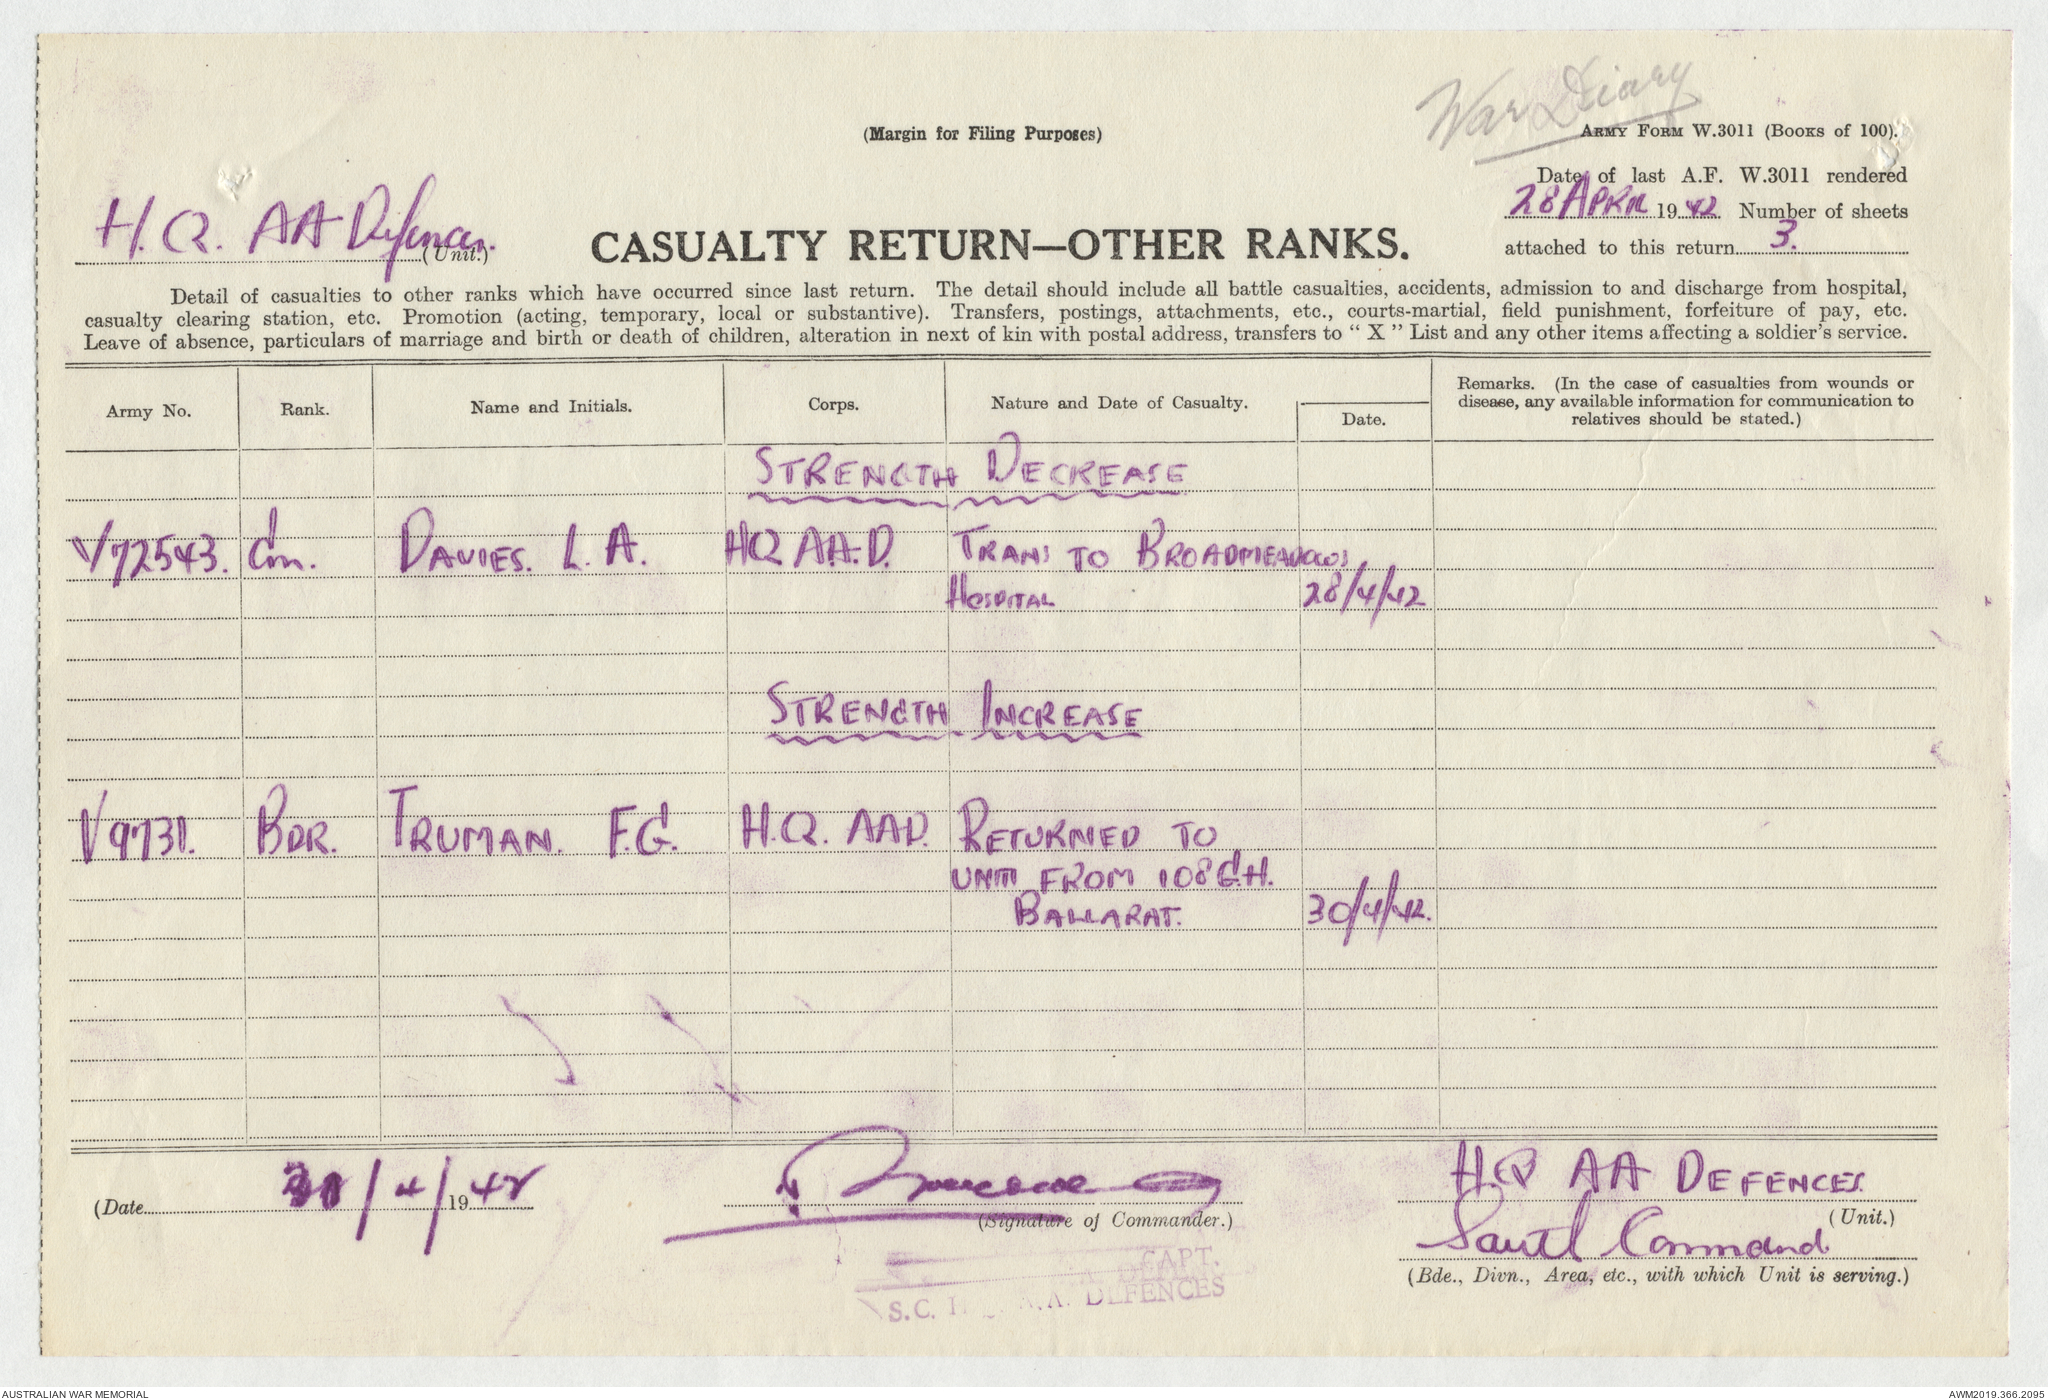 War Diary
(Margin for Filing Purposes)
ARMY FORM W.3011 (BOOKS OF 100).
Date of last A.F. W.3011 rendered
28 APRIL 1942 Number of sheets
attached to this return 3.
H.Q. AA Defences.
(Unit.)
CASUALTY RETURN—OTHER RANKS.
Detail of casualties to other ranks which have occurred since last return. The detail should include all battle casualties, accidents, admission to and discharge from hospital,
casualty clearing station, etc. Promotion (acting, temporary, local or substantive). Transfers, postings, attachments, etc., courts-martial, field punishment, forfeiture of pay, etc.
Leave of absence, particulars of marriage and birth or death of children, alteration in next of kin with postal address, transfers to “ X ” List and any other items affecting a soldier's service.
Army No. Rank. Name and Initials. Corps. Nature and Date of Casualty. Date.
Remarks. (In the case of casualties from wounds or
disease, any available information for communication to
relatives should be stated.)
STRENGTH DECREASE
V72543. Gnr. DAVIES. L. A. HQ A.A.D. TRANS TO BROADMEADOWS
HOSPITAL 28/4/42
STRENGTH INCREASE
V9731. BDR. TRUMAN. F.G. H.Q. AAD. RETURNED TO
UNIT FROM 108 G.H.
BALLARAT. 30/4/42.
(Date 30/4/1942
(Signature of Commander.)
CAPT.
S.C. A.A. DEFENCES
HQ AA DEFENCES
(Unit.)
South Command
(Bde., Divn., Area, etc., with which Unit is serving.)
AUSTRALIAN WAR MEMORIAL
AWM2019.366.2095